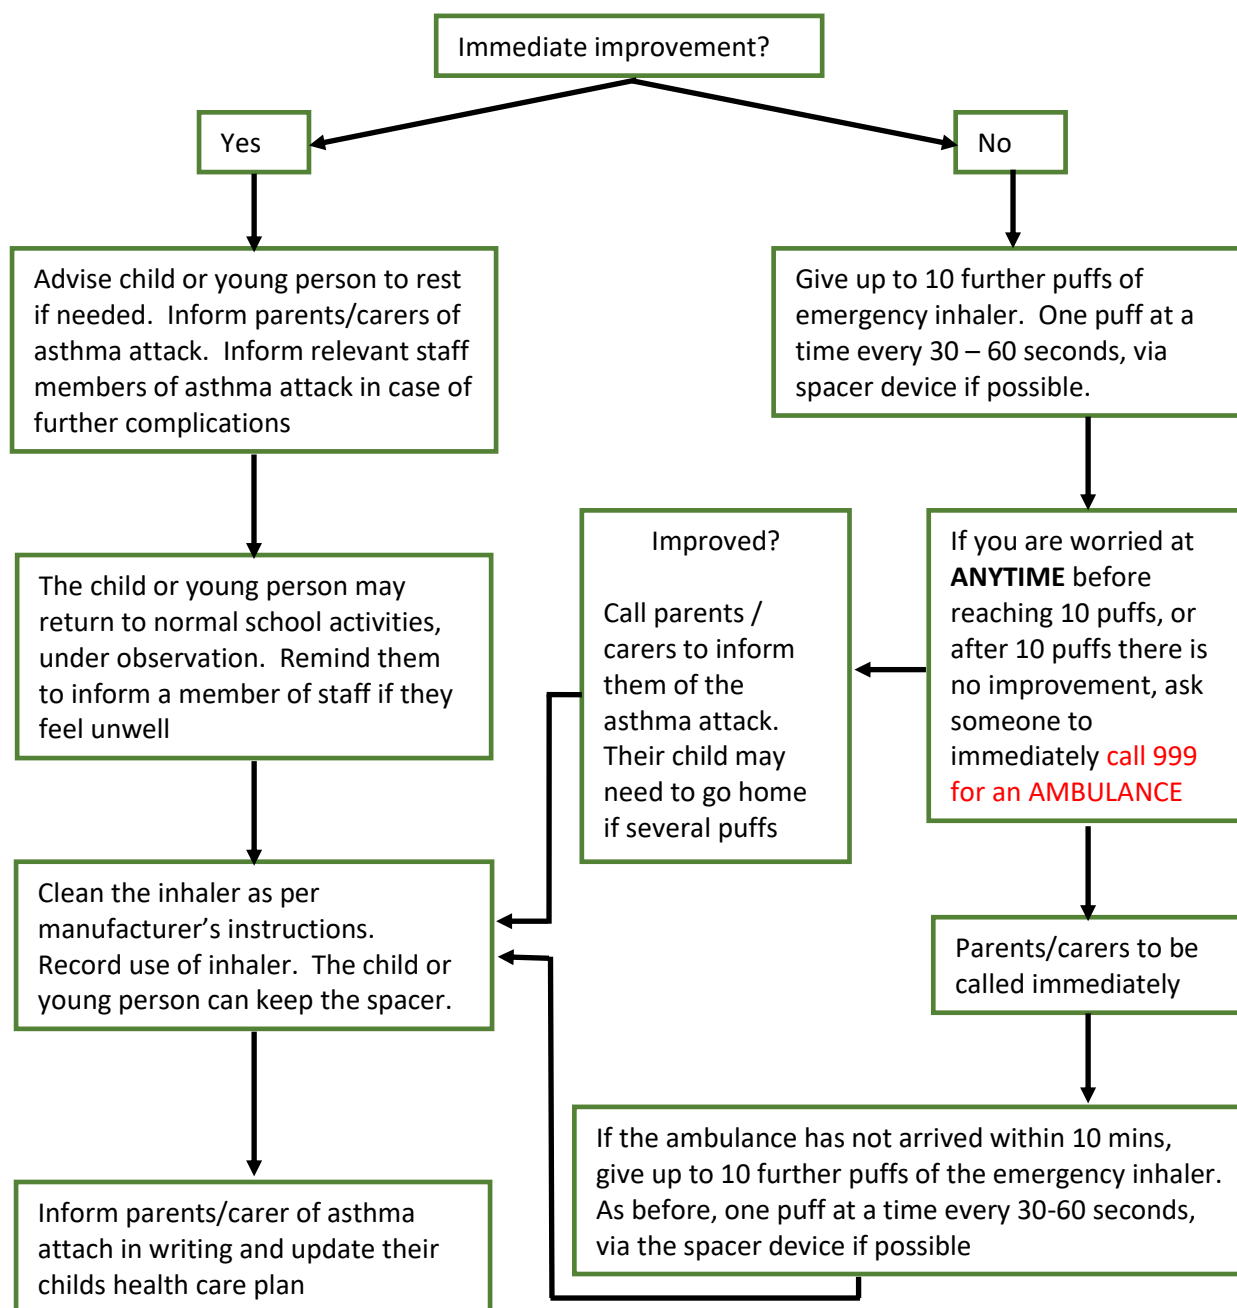 Immediate improvement?
Yes
No
Advise child or young person to rest
if needed.  Inform parents/carers of
asthma attack.  Inform relevant staff
members of asthma attack in case of
further complications
Give up to 10 further puffs of
emergency inhaler.  One puff at a
time every 30 – 60 seconds, via
spacer device if possible.
The child or young person may
return to normal school activities,
under observation.  Remind them
to inform a member of staff if they
feel unwell
Improved?
Call parents /
carers to inform
them of the
asthma attack.
Their child may
need to go home
if several puffs
If you are worried at
ANYTIME before
reaching 10 puffs, or
after 10 puffs there is
no improvement, ask
someone to
immediately call 999
for an AMBULANCE
Clean the inhaler as per
manufacturer’s instructions.
Record use of inhaler.  The child or
young person can keep the spacer.
Parents/carers to be
called immediately
If the ambulance has not arrived within 10 mins,
give up to 10 further puffs of the emergency inhaler.
As before, one puff at a time every 30-60 seconds,
via the spacer device if possible
Inform parents/carer of asthma
attach in writing and update their
childs health care plan